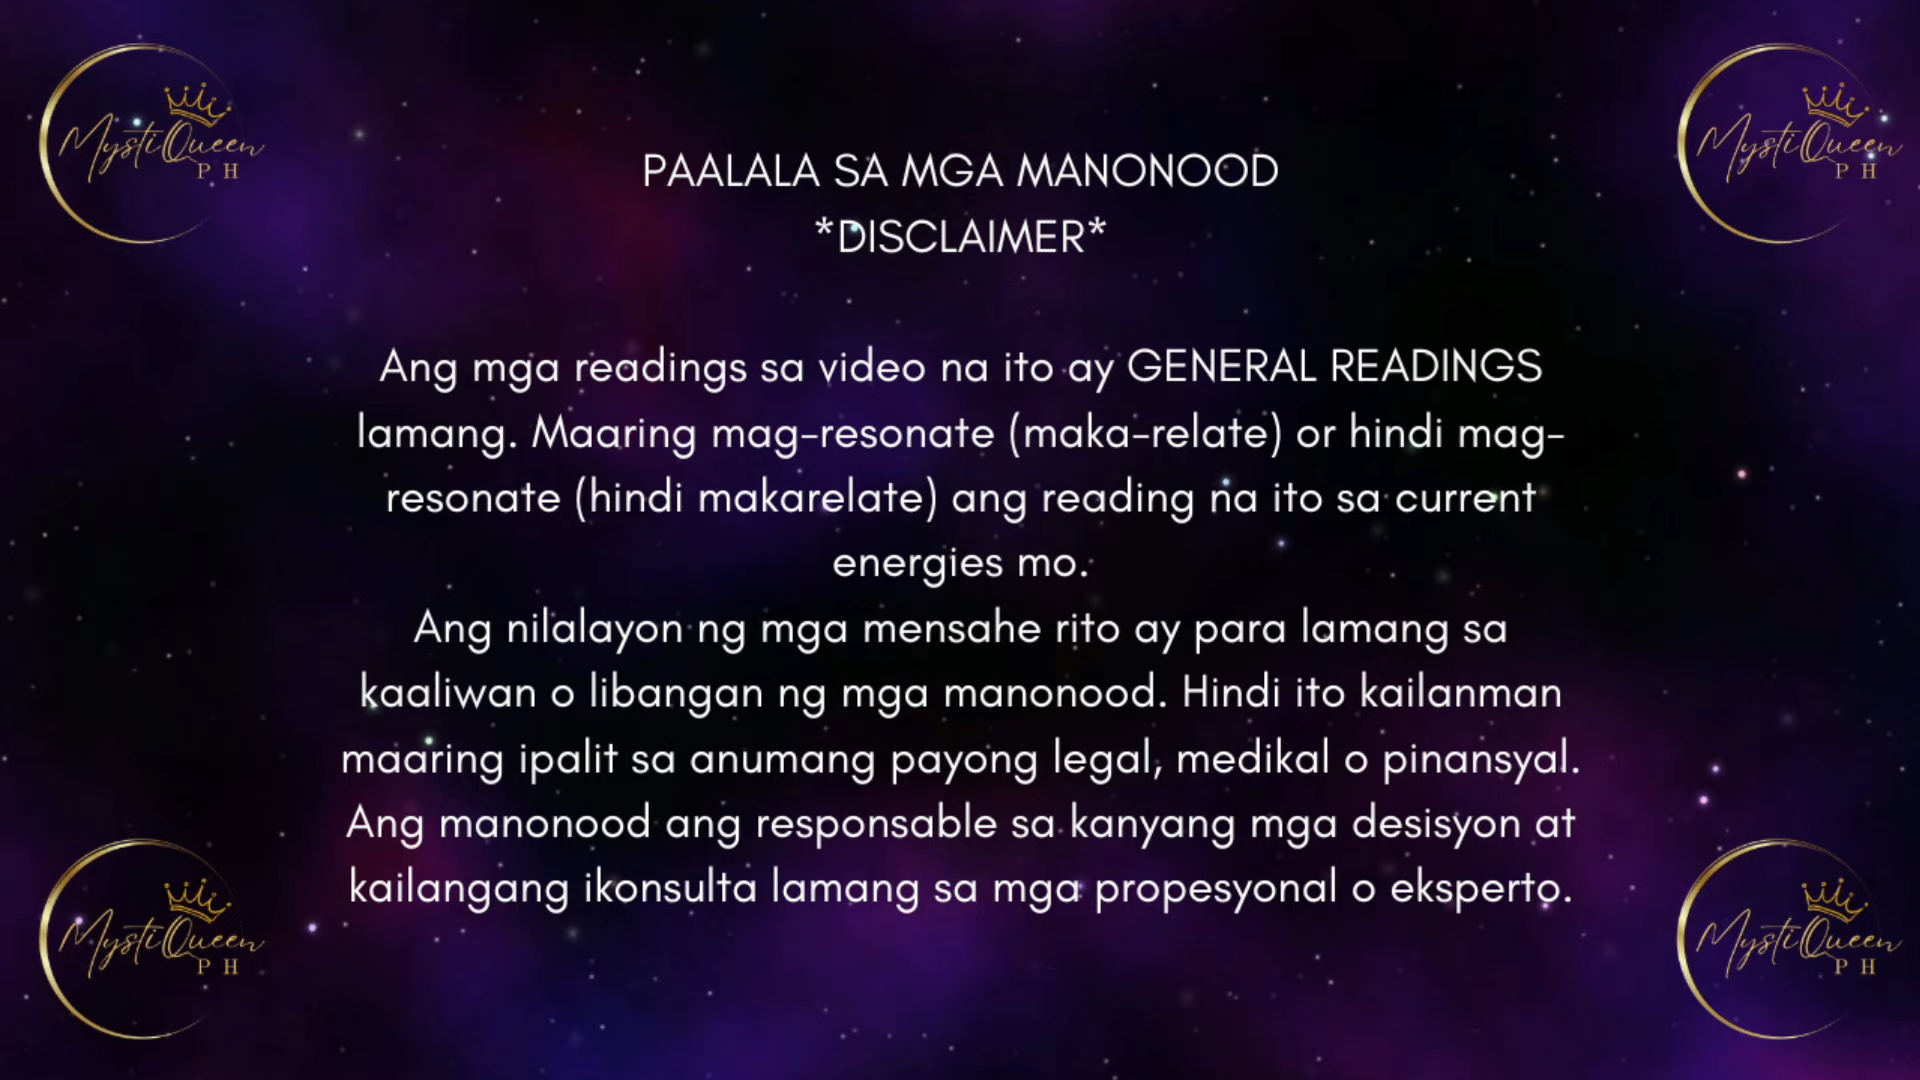 MystiQueen
PH
MystiQueen
PH
PAALALA SA MGA MANONOOD
*DISCLAIMER*
Ang mga readings sa video na ito ay GENERAL READINGS
lamang. Maaring mag-resonate (maka-relate) or hindi mag-
resonate (hindi makarelate) ang reading na ito sa current
energies mo.
Ang nilalayon ng mga mensahe rito ay para lamang sa
kaaliwan o libangan ng mga manonood. Hindi ito kailanman
maaring ipalit sa anumang payong legal, medikal o pinansyal.
Ang manonood ang responsable sa kanyang mga desisyon at
kailangang ikonsulta lamang sa mga propesyonal o eksperto.
MystiQueen
PH
MystiQueen
PH